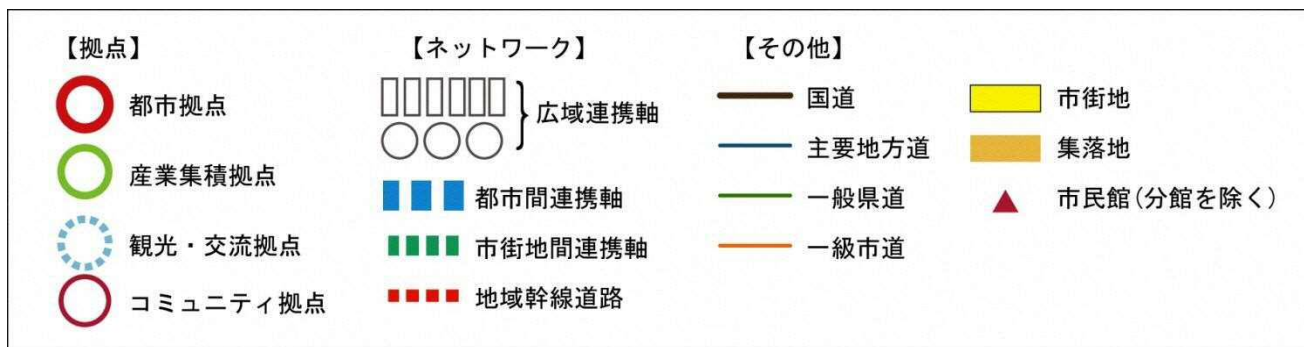 【拠点】
都市拠点
産業集積拠点
観光・交流拠点
コミュニティ拠点
【ネットワーク】
広域連携軸
都市間連携軸
市街地間連携軸
地域幹線道路
【その他】
国道
主要地方道
一般県道
一級市道
市街地
集落地
市民館(分館を除く)